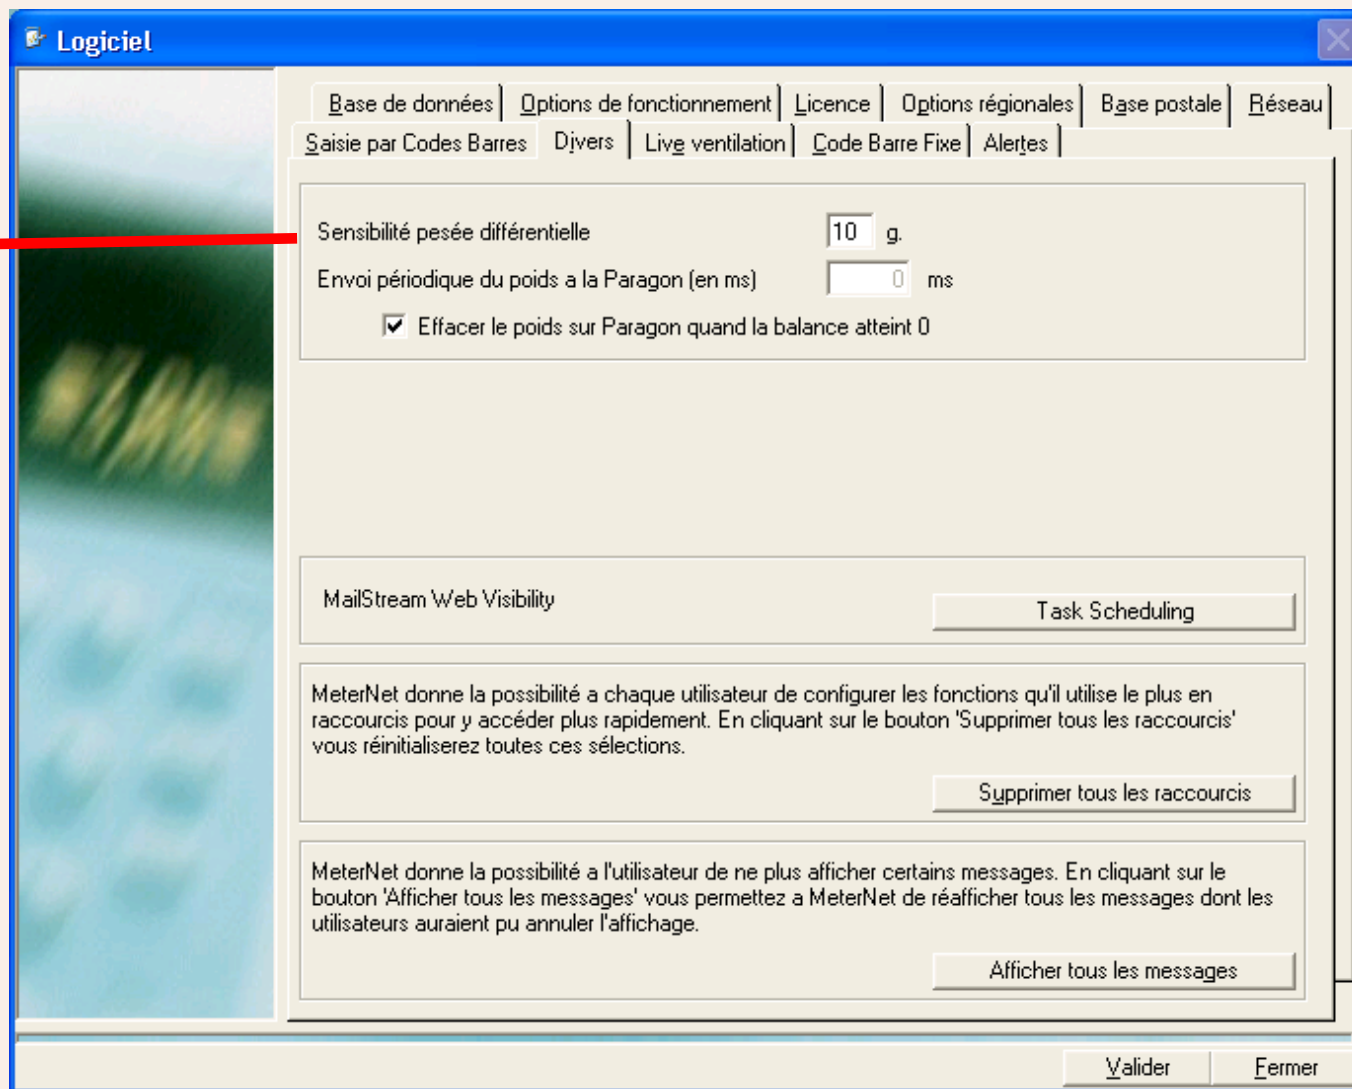 Logiciel
Base de données Options de fonctionnement Licence Options régionales Base postale Réseau
Saisie par Codes Barres Divers Live ventilation Code Barre Fixe Alertes
Sensibilité pesée différentielle 10 g.
Envoi périodique du poids a la Paragon (en ms) 0 ms
Effacer le poids sur Paragon quand la balance atteint 0
MailStream Web Visibility
Task Scheduling
MeterNet donne la possibilité a chaque utilisateur de configurer les fonctions qu'il utilise le plus en
raccourcis pour y accéder plus rapidement. En cliquant sur le bouton 'Supprimer tous les raccourcis'
vous réinitialiserez toutes ces sélections.
Supprimer tous les raccourcis
MeterNet donne la possibilité a l'utilisateur de ne plus afficher certains messages. En cliquant sur le
bouton 'Afficher tous les messages' vous permettez a MeterNet de réafficher tous les messages dont les
utilisateurs auraient pu annuler l'affichage.
Afficher tous les messages
Valider Fermer